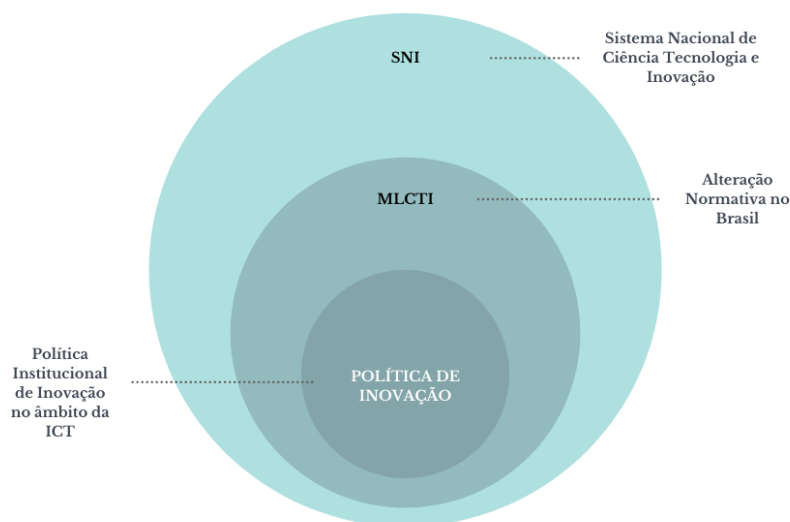 SNI
Sistema Nacional de
Ciência Tecnologia e
Inovação
MLCTI
Alteração
Normativa no
Brasil
Política
Institucional
de Inovação
no âmbito da
ICT
POLÍTICA DE
INOVAÇÃO